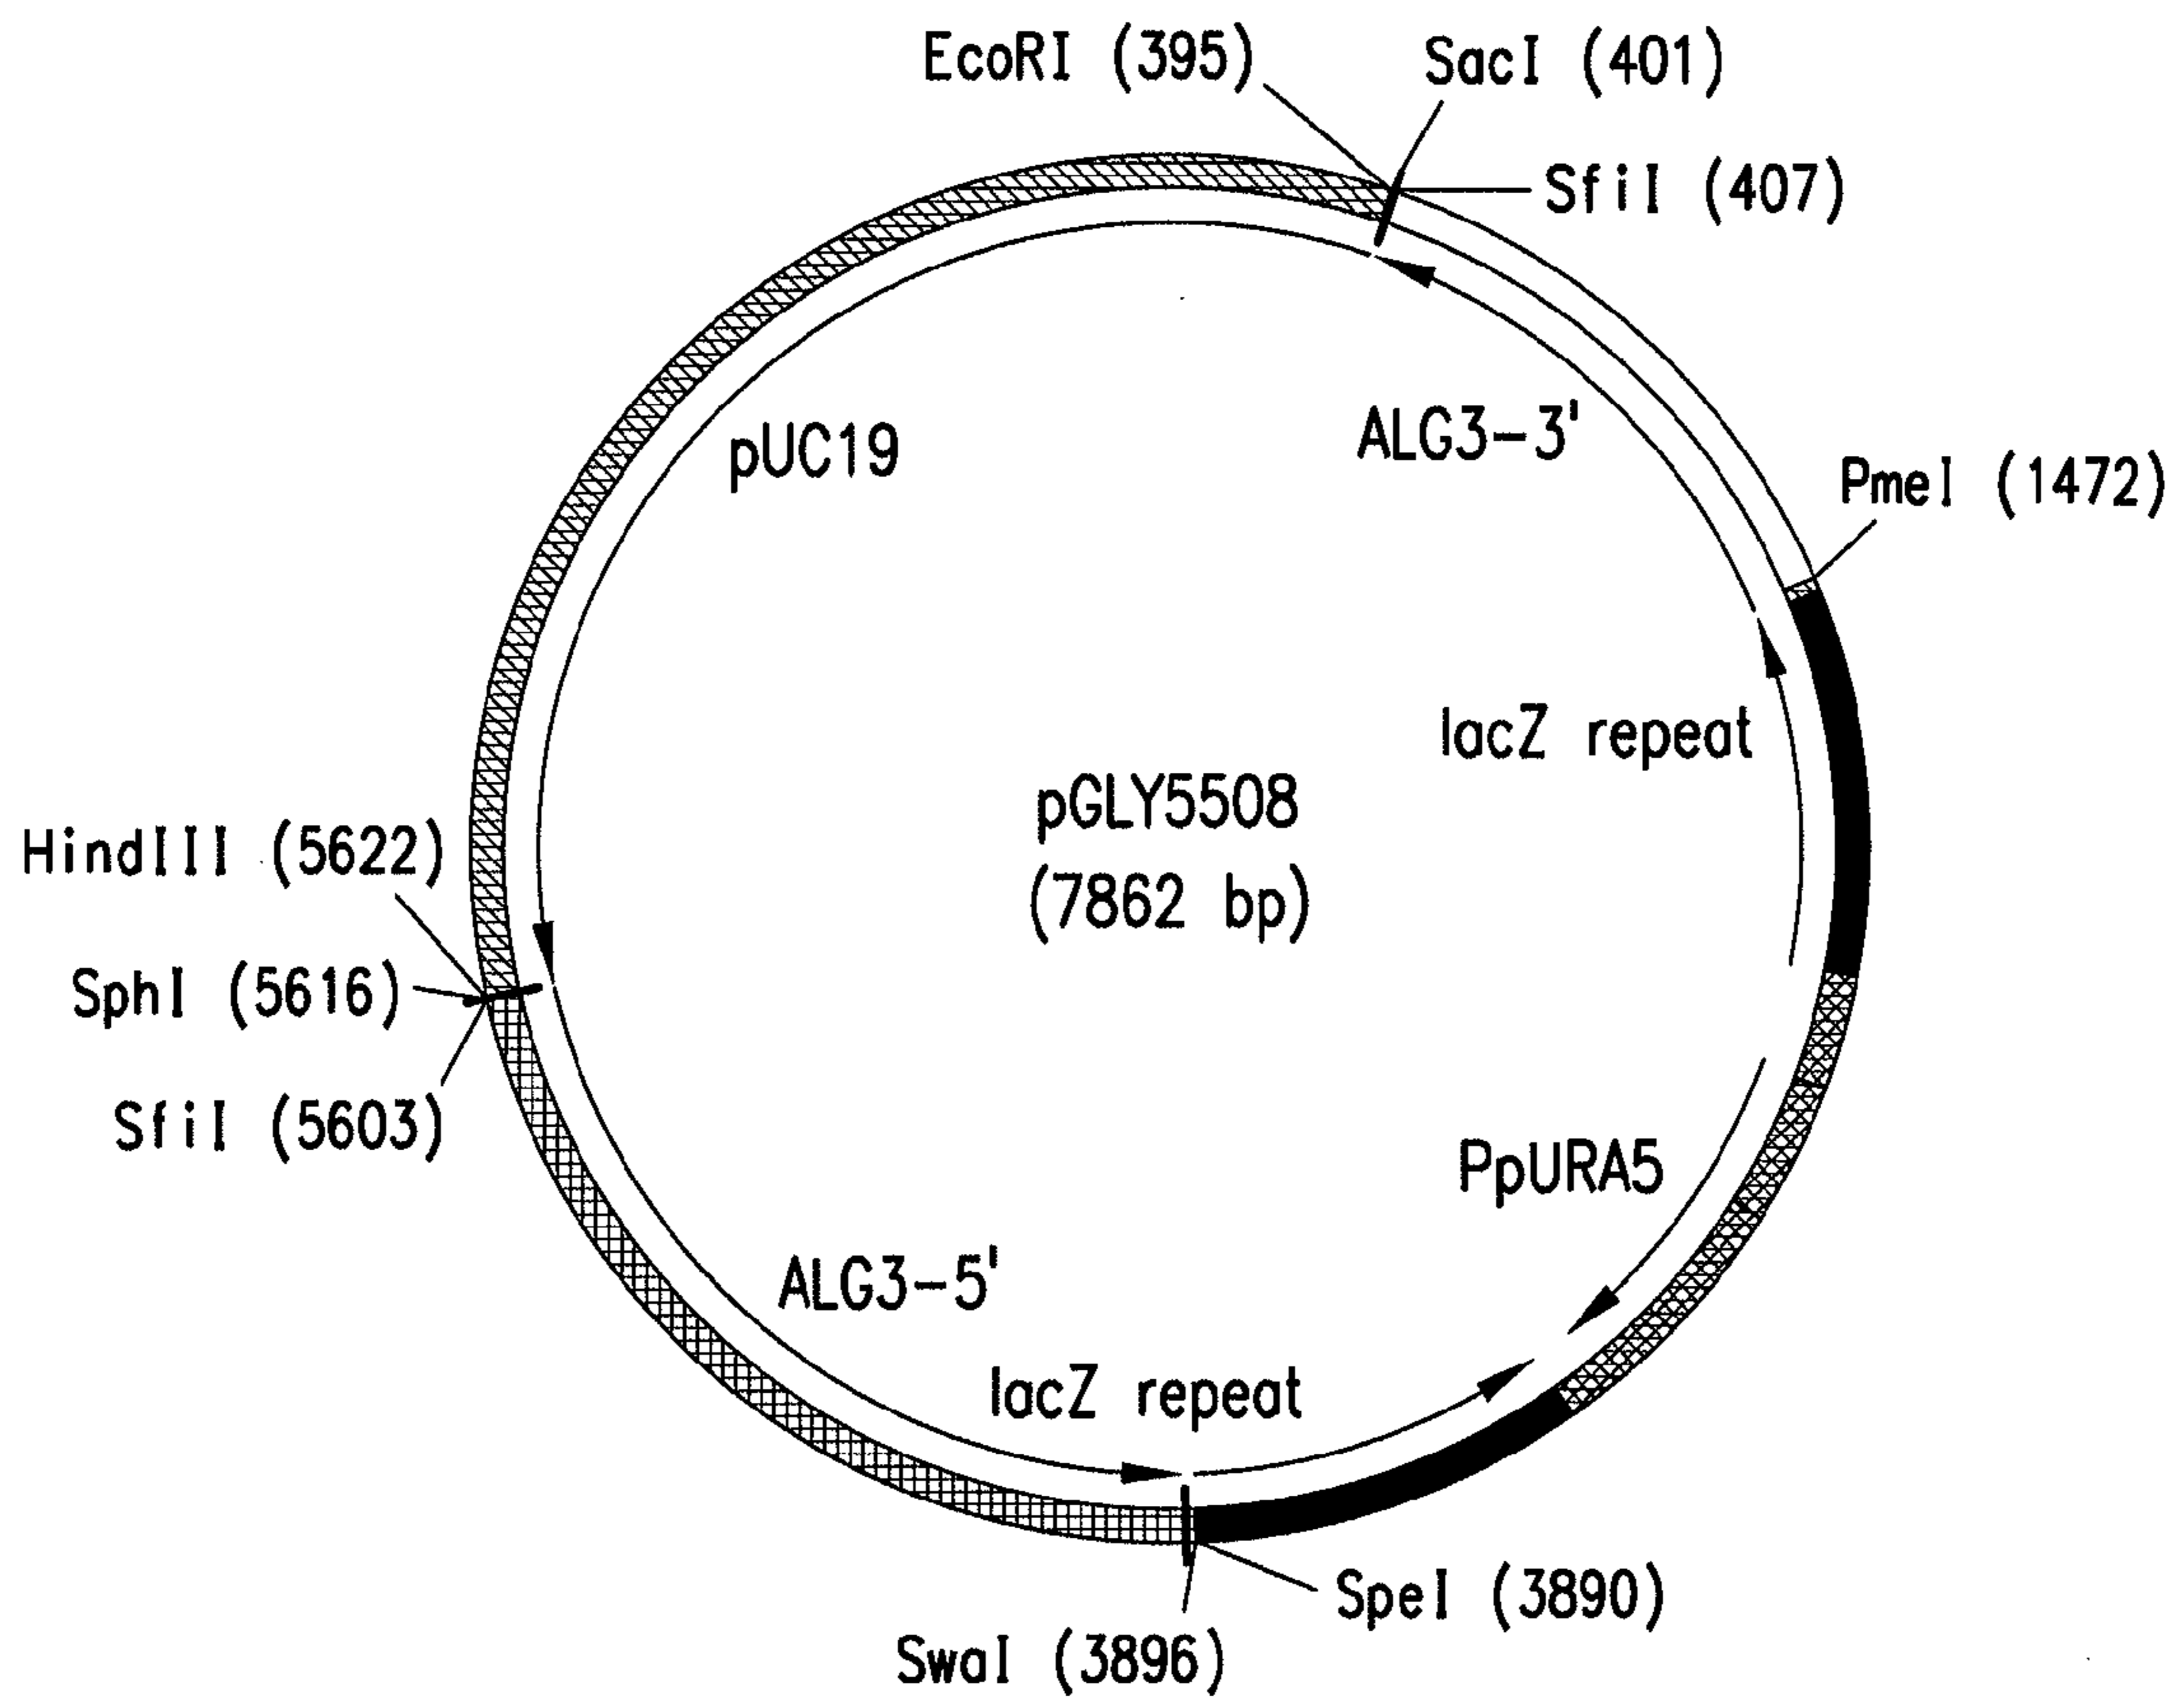 EcoRI (395)
SacI (401)
SfiI (407)
ALG3-3'
pUC19
PmeI (1472)
lacZ repeat
pGLY5508
(7862 bp)
HindIII (5622)
SphI (5616)
SfiI (5603)
PpURA5
ALG3-5'
lacZ repeat
SpeI (3890)
SwaI (3896)